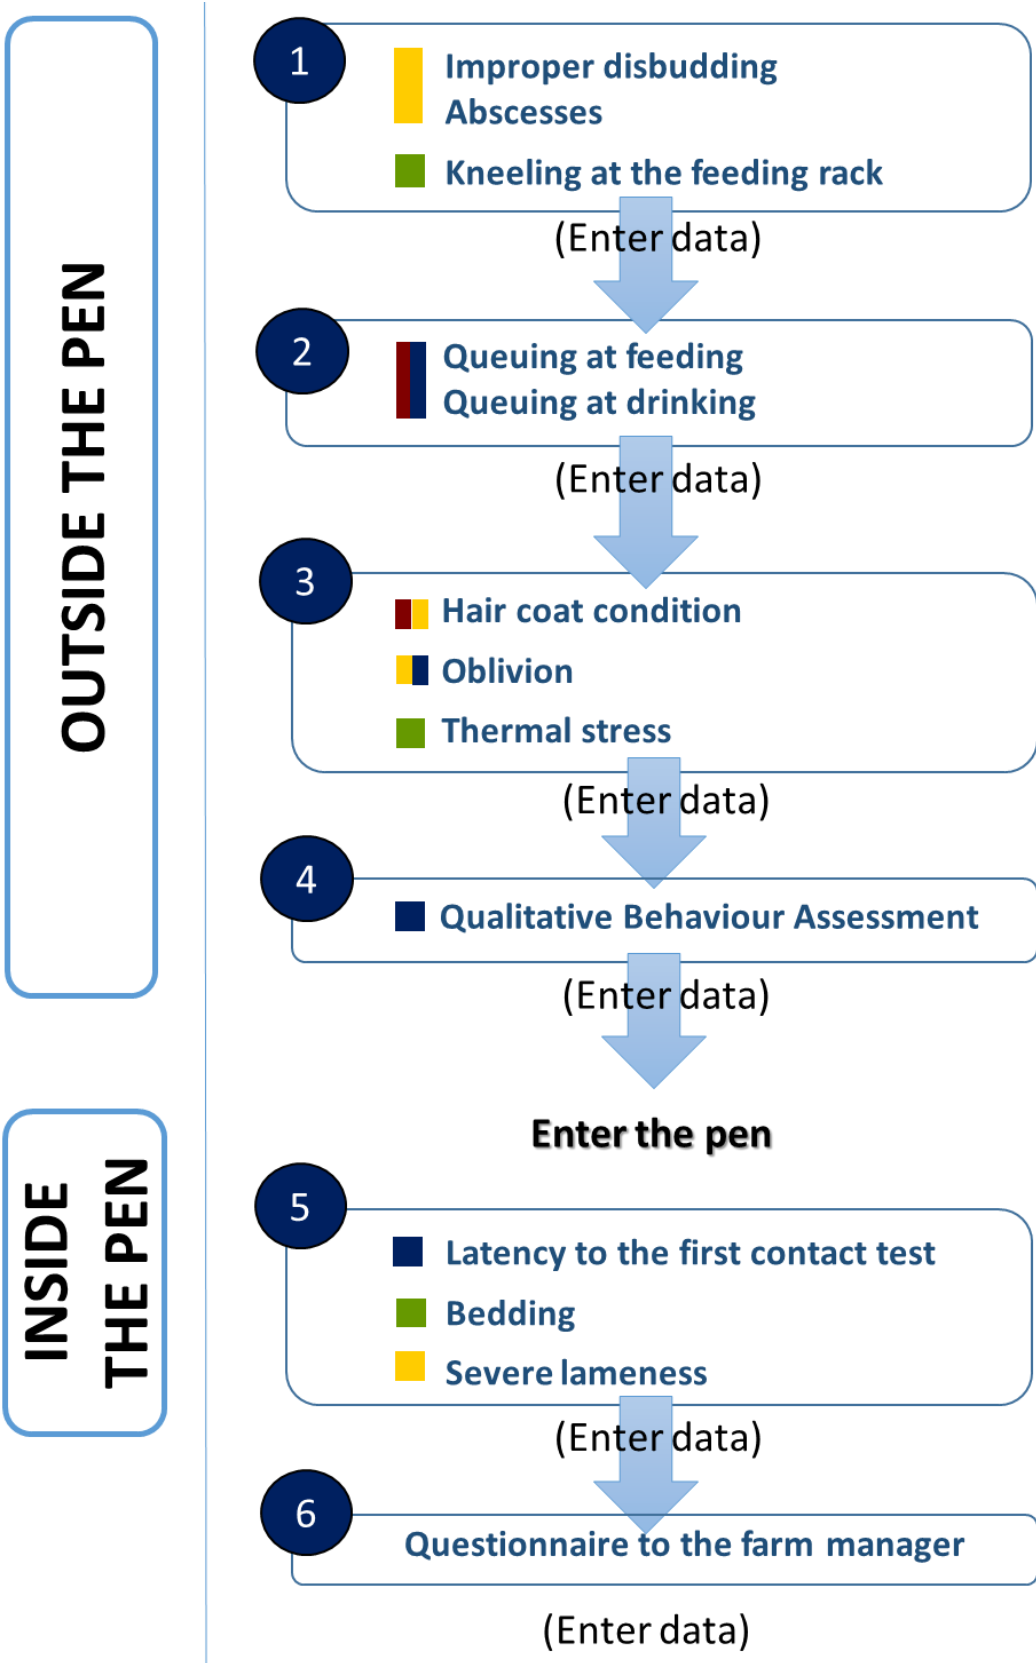 OUTSIDE THE PEN
1
Improper disbudding
Abscesses
Kneeling at the feeding rack
(Enter data)
2
Queuing at feeding
Queuing at drinking
(Enter data)
3
Hair coat condition
Oblivion
Thermal stress
(Enter data)
4
Qualitative Behaviour Assessment
(Enter data)
Enter the pen
INSIDE
THE PEN
5
Latency to the first contact test
Bedding
Severe lameness
(Enter data)
6
Questionnaire to the farm manager
(Enter data)